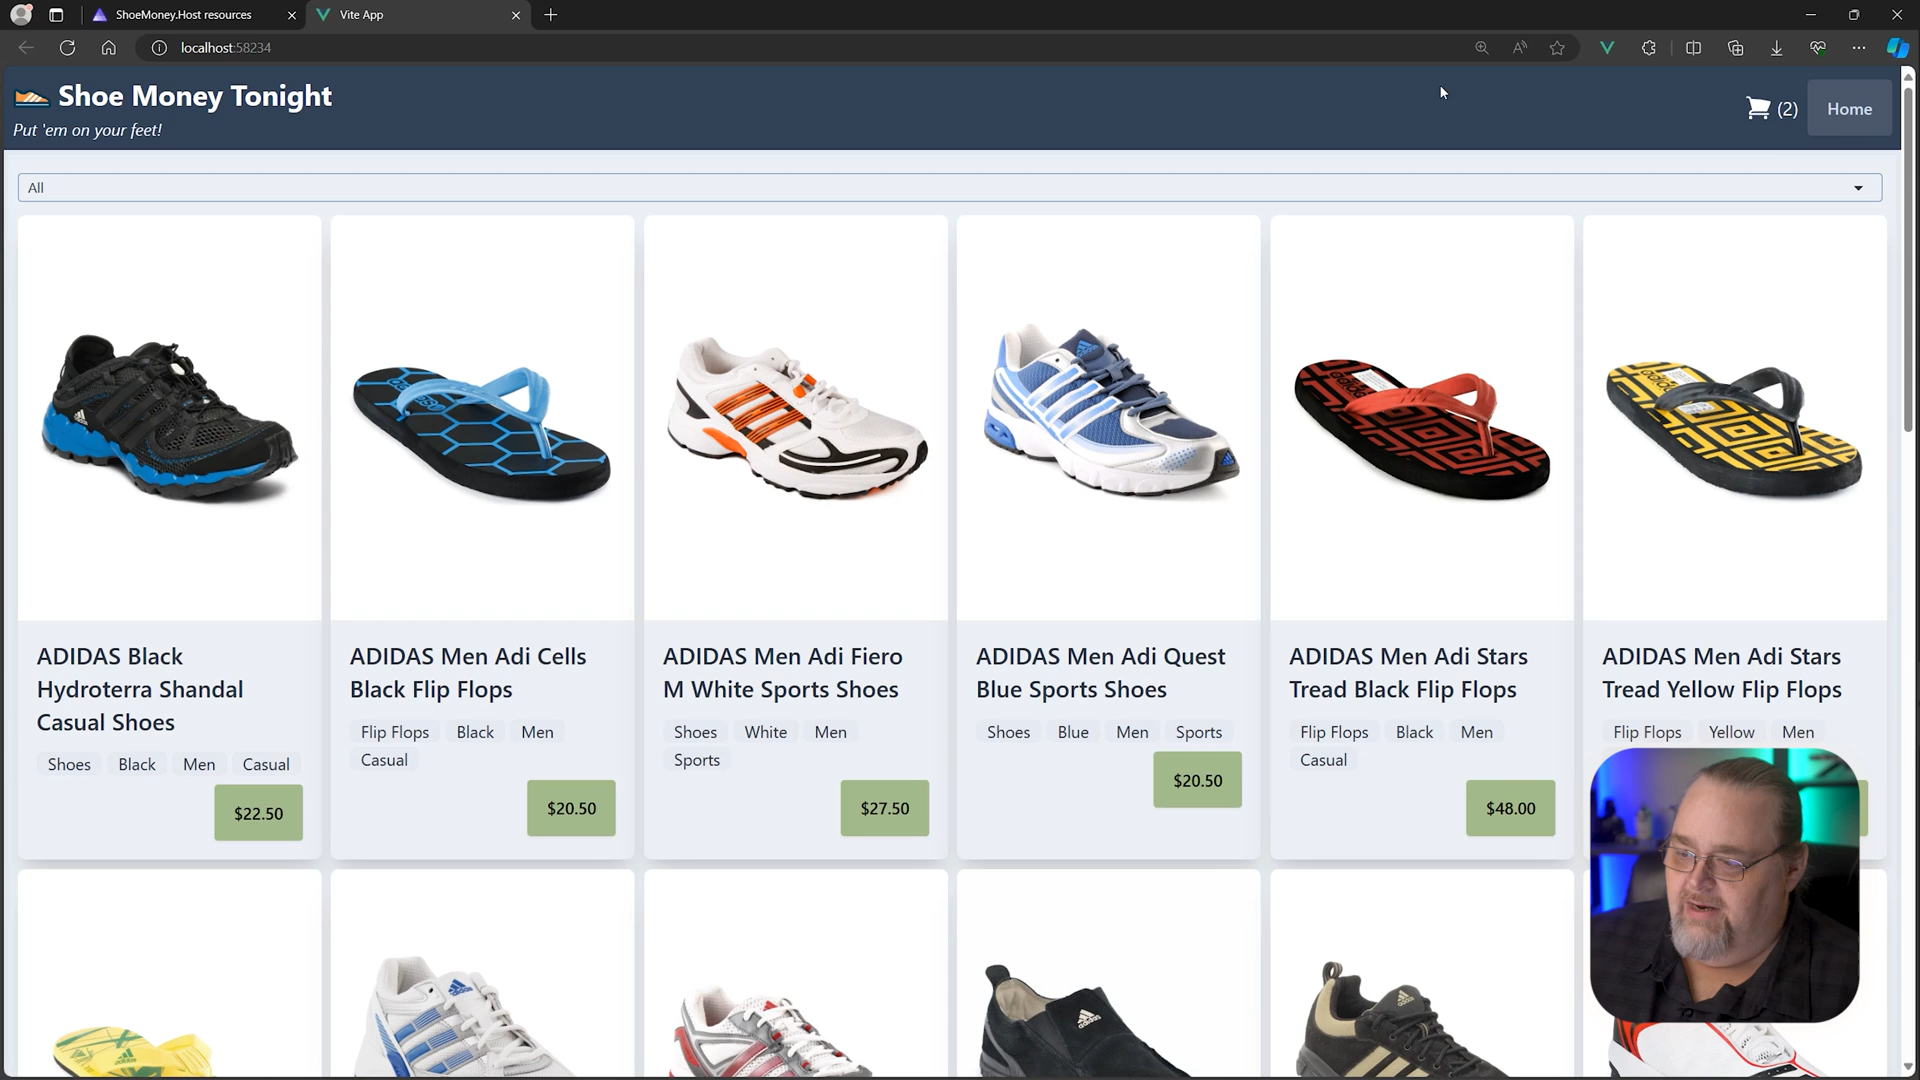 ShoeMoney.Host resources
Vite App
localhost:58234
Shoe Money Tonight
Put 'em on your feet!
(2)
Home
All
ADIDAS Black
Hydroterra Shandal
Casual Shoes
Shoes Black Men Casual
$22.50
ADIDAS Men Adi Cells
Black Flip Flops
Flip Flops Black Men
Casual
$20.50
ADIDAS Men Adi Fiero
M White Sports Shoes
Shoes White Men
Sports
$27.50
ADIDAS Men Adi Quest
Blue Sports Shoes
Shoes Blue Men Sports
$20.50
ADIDAS Men Adi Stars
Tread Black Flip Flops
Flip Flops Black Men
Casual
$48.00
ADIDAS Men Adi Stars
Tread Yellow Flip Flops
Flip Flops Yellow Men